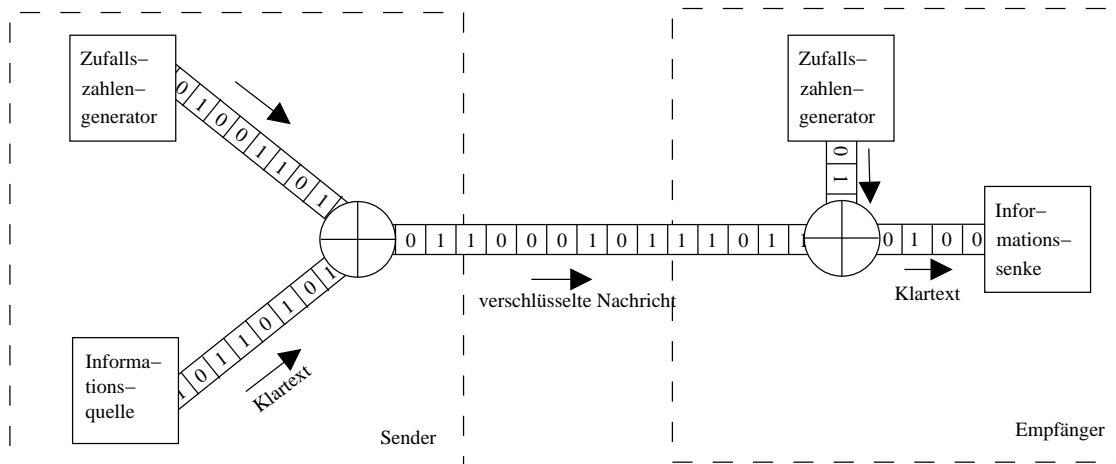 Zufalls–
zahlen–
generator
0 1 0 0 1 1 0 1
Informa–
tions–
quelle
1 0 1 1 0 1 0 1
Klartext
Sender
0 1 1 0 0 0 1 0 1 1 1 0 1 1
verschlüsselte Nachricht
Zufalls–
zahlen–
generator
0 1
0 1 0 0
Klartext
Infor–
mations–
senke
Empfänger